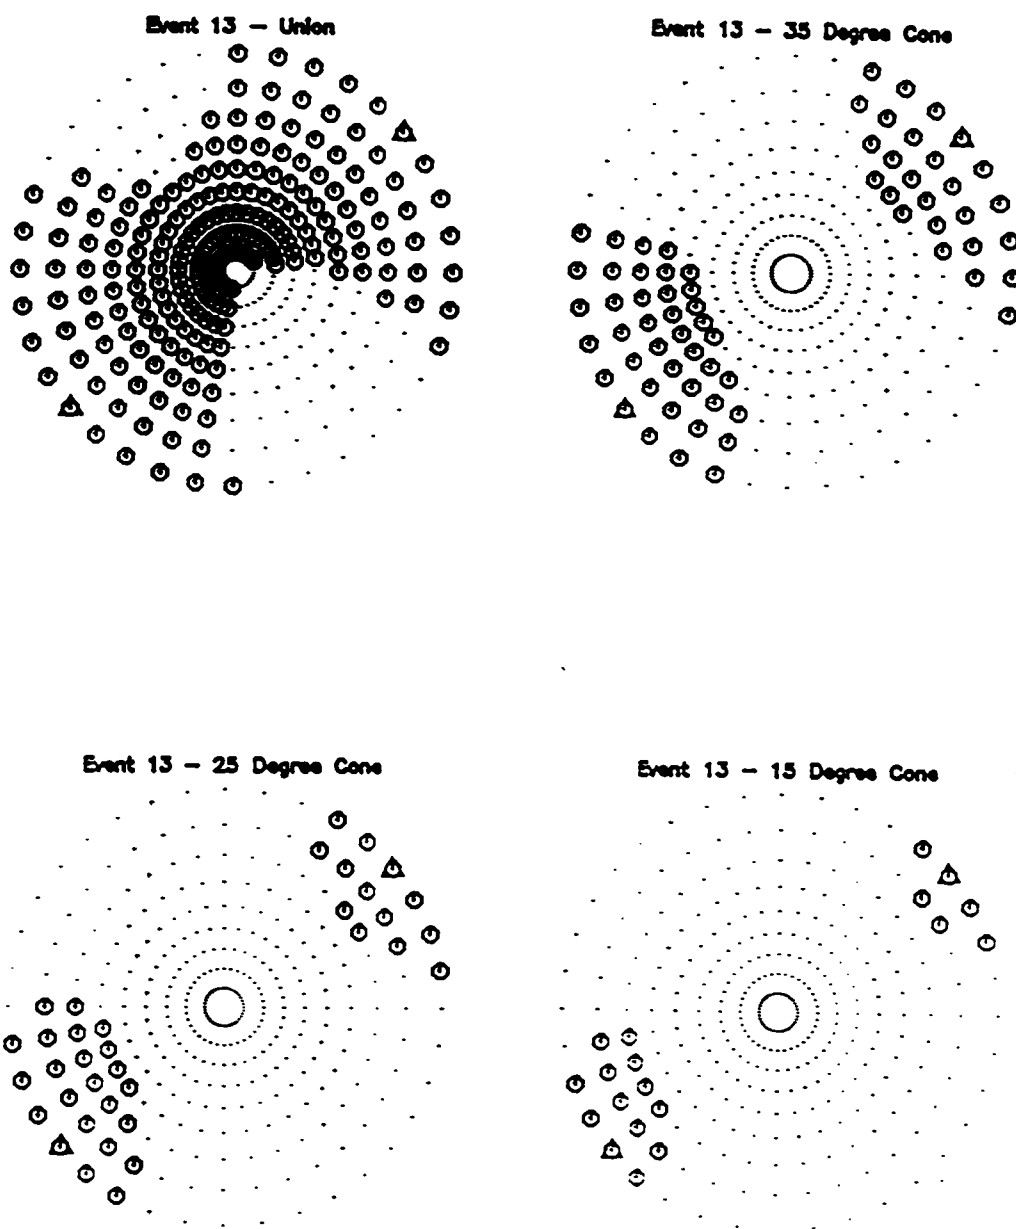 Event 13 - Union
Event 13 - 35 Degree Cone
Event 13 - 25 Degree Cone
Event 13 - 15 Degree Cone